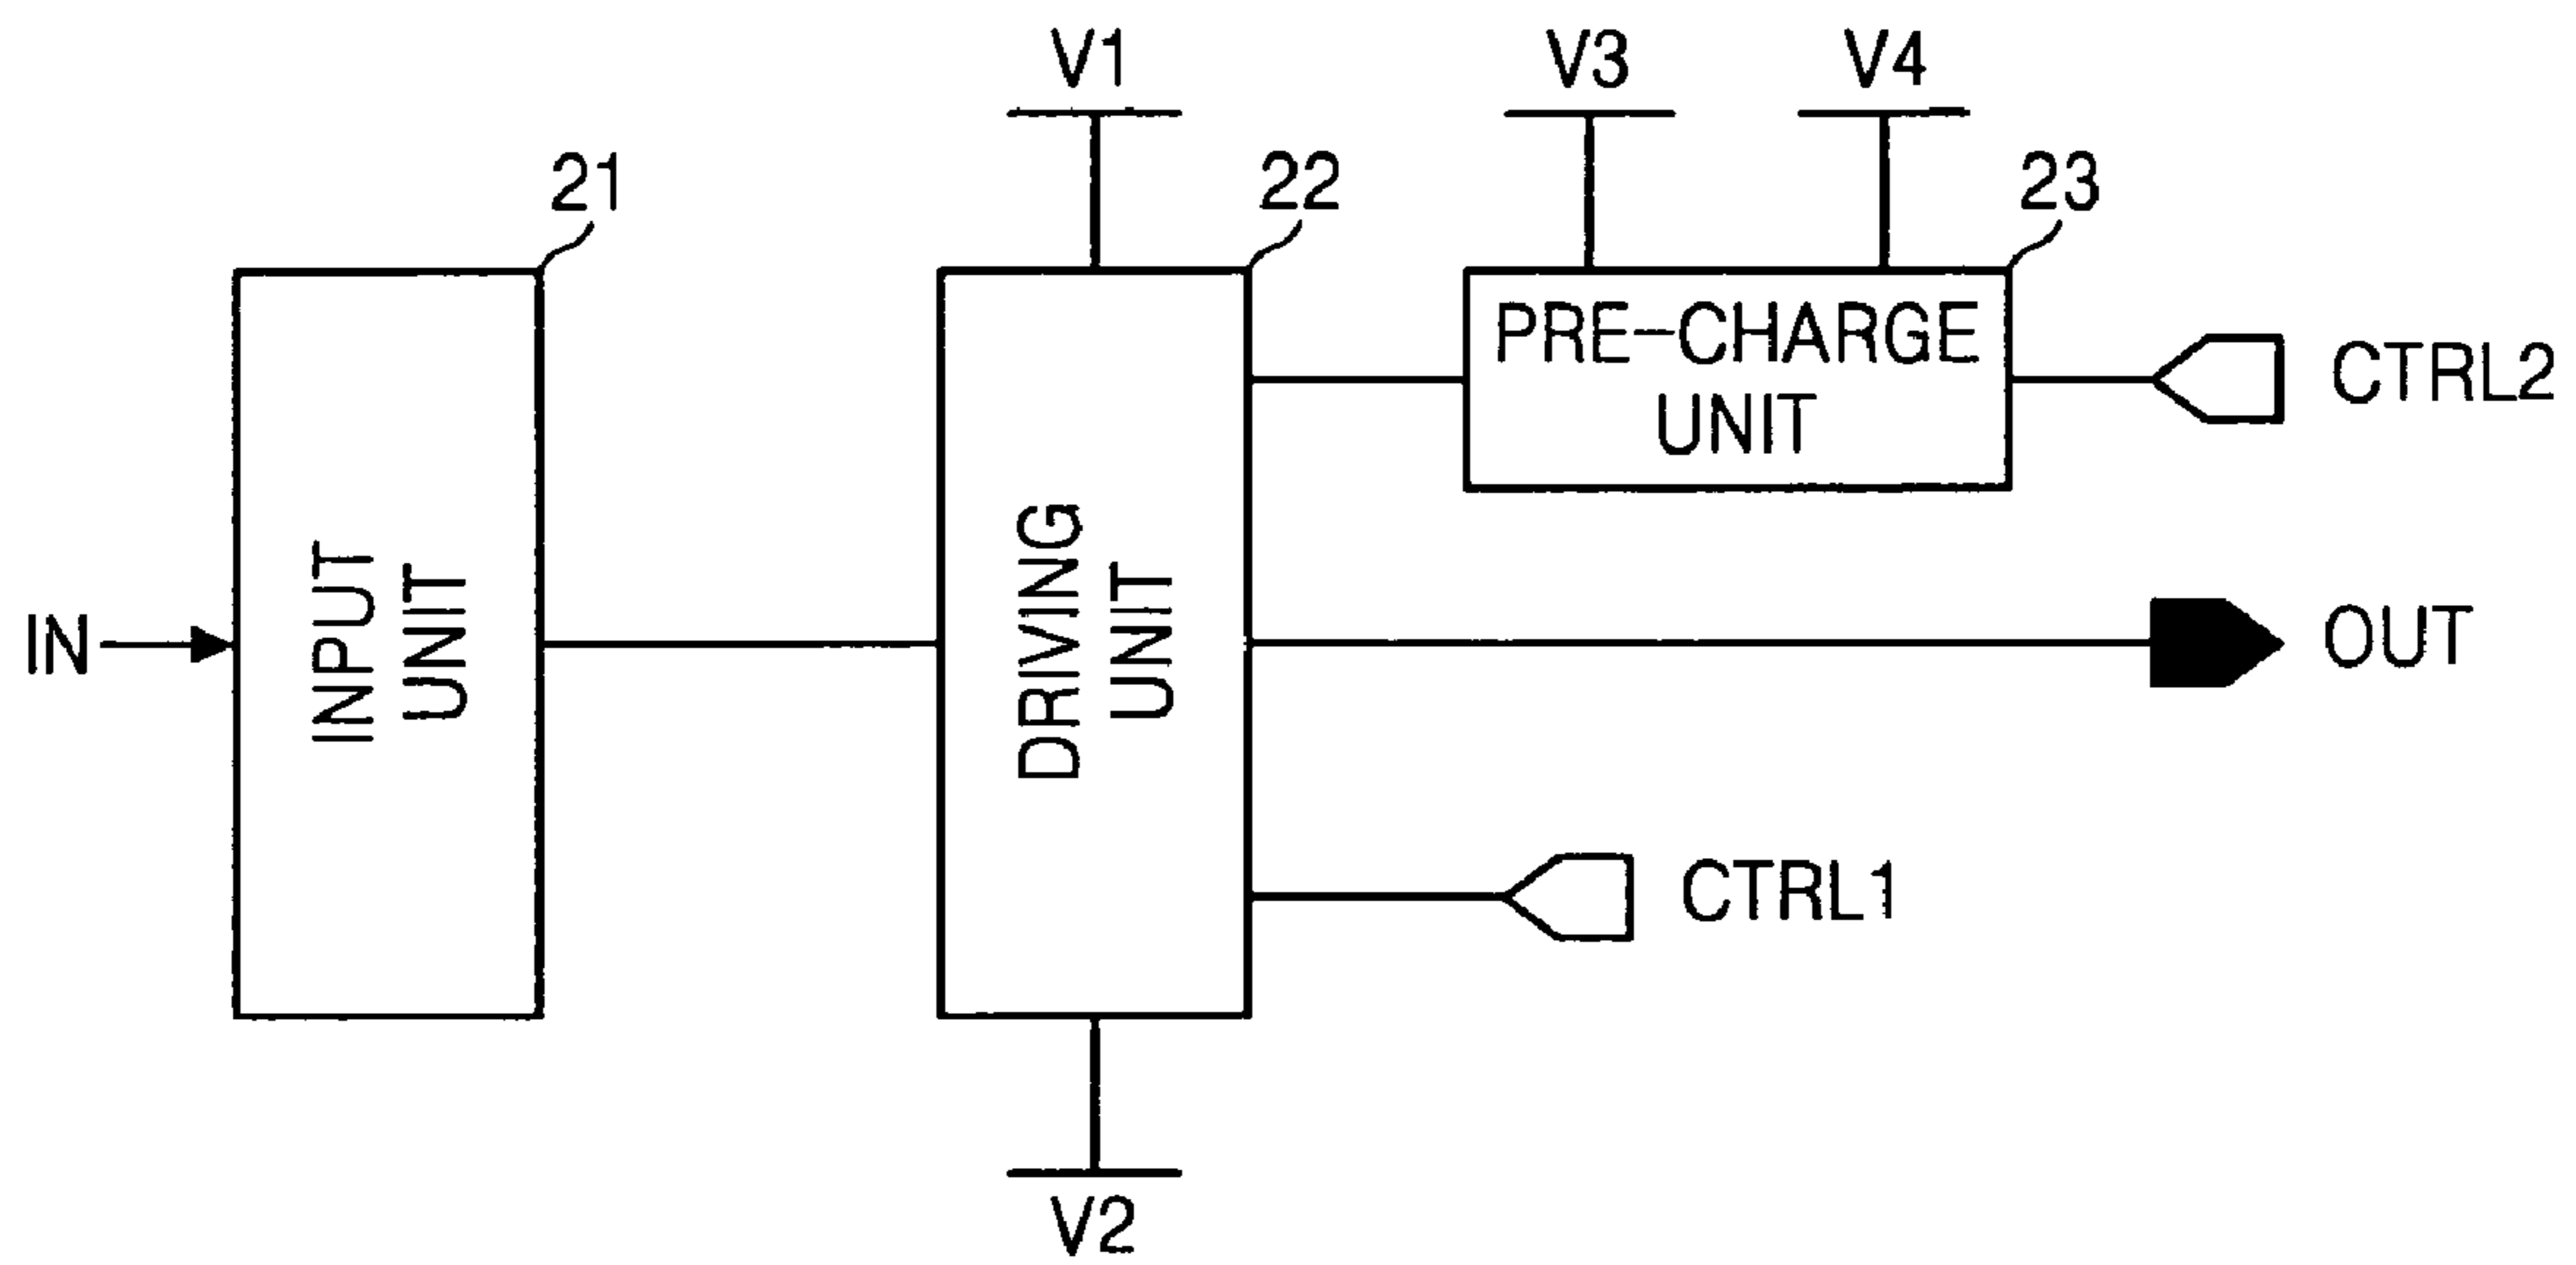 V1
V3
V4
21
22
23
PRE-CHARGE
UNIT
CTRL2
IN
INPUT
UNIT
DRIVING
UNIT
OUT
CTRL1
V2